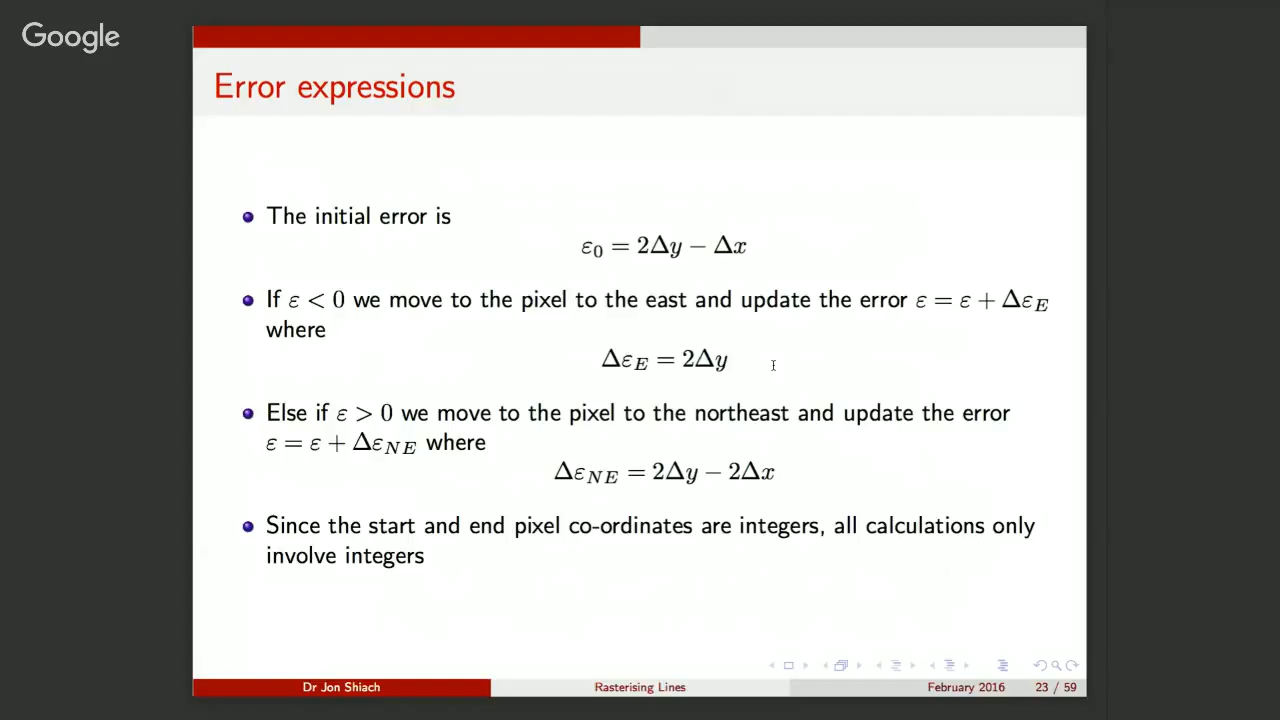 Google
Error expressions
The initial error is
ε₀ = 2Δy − Δx
If ε < 0 we move to the pixel to the east and update the error ε = ε + Δε_E
where
Δε_E = 2Δy
Else if ε > 0 we move to the pixel to the northeast and update the error
ε = ε + Δε_NE where
Δε_NE = 2Δy − 2Δx
Since the start and end pixel co-ordinates are integers, all calculations only
involve integers
Dr Jon Shiach Rasterising Lines February 2016 23 / 59